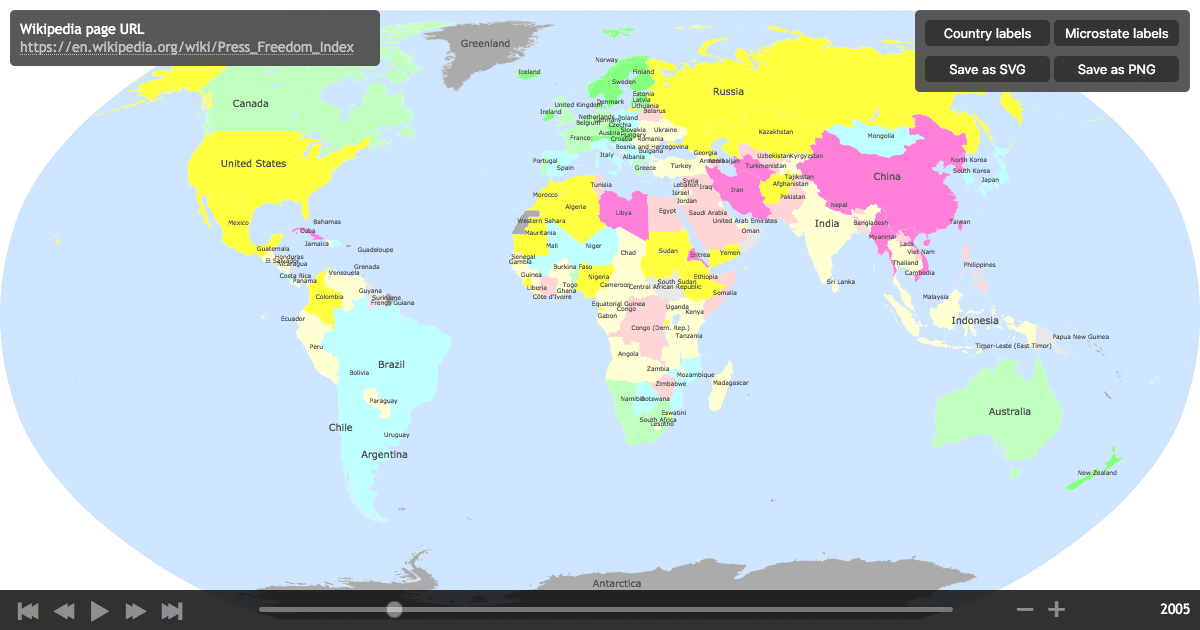 Wikipedia page URL
https://en.wikipedia.org/wiki/Press_Freedom_Index
Country labels
Microstate labels
Save as SVG
Save as PNG
Greenland
Iceland
Norway
Finland
Sweden
Russia
Canada
Estonia
Latvia
Lithuania
United Kingdom
Denmark
Ireland
Belarus
Netherlands
Poland
Belgium
Germany
Czechia
Slovakia
Ukraine
Austria
Hungary
France
Croatia
Romania
Kazakhstan
Mongolia
Bosnia and Herzegovina
Bulgaria
Italy
Albania
Georgia
Armenia
Azerbaijan
Uzbekistan
Kyrgyzstan
North Korea
United States
Portugal
Spain
Greece
Turkey
Turkmenistan
South Korea
Tajikistan
China
Japan
Tunisia
Syria
Lebanon
Iraq
Iran
Afghanistan
Israel
Morocco
Jordan
Pakistan
Algeria
Libya
Egypt
Saudi Arabia
Nepal
Mexico
Bahamas
Western Sahara
United Arab Emirates
India
Bangladesh
Taiwan
Cuba
Mauritania
Oman
Myanmar
Jamaica
Mali
Niger
Laos
Guatemala
Guadeloupe
Chad
Sudan
Eritrea
Yemen
Viet Nam
Honduras
El Salvador
Nicaragua
Senegal
Gambia
Thailand
Philippines
Grenada
Burkina Faso
Cambodia
Costa Rica
Venezuela
Guinea
Nigeria
Ethiopia
Panama
Togo
Cameroon
South Sudan
Central African Republic
Sri Lanka
Guyana
Liberia
Ghana
Somalia
Colombia
Suriname
French Guiana
Côte d'Ivoire
Malaysia
Equatorial Guinea
Congo
Uganda
Kenya
Ecuador
Gabon
Indonesia
Congo (Dem. Rep.)
Tanzania
Papua New Guinea
Peru
Timor-Leste (East Timor)
Angola
Brazil
Bolivia
Zambia
Mozambique
Zimbabwe
Madagascar
Paraguay
Namibia
Botswana
Eswatini
Australia
South Africa
Lesotho
Chile
Uruguay
Argentina
New Zealand
Antarctica
2005